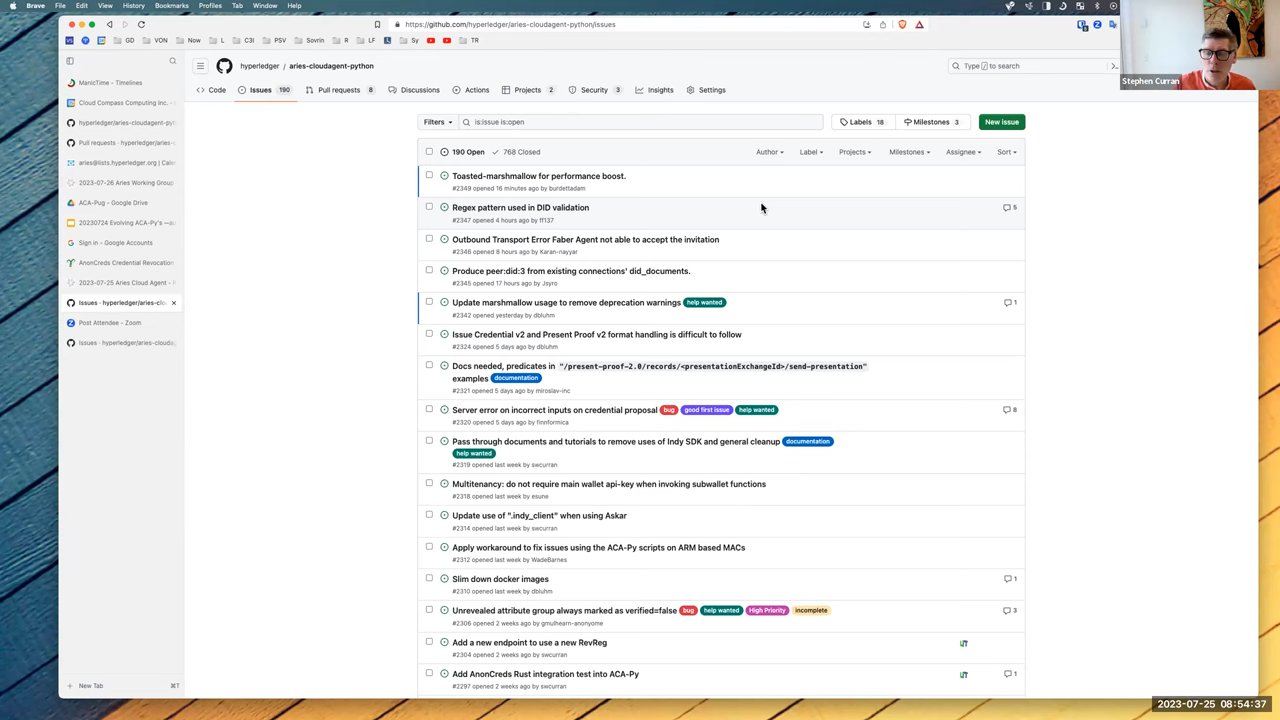 Brave File Edit View History Bookmarks Profiles Tab Window Help
https://github.com/hyperledger/aries-cloudagent-python/issues
GD VON Now L C3I PSV Sovrin R LF Sy TR
ManicTime - Timelines
Cloud Compass Computing Inc. -
hyperledger/aries-cloudagent-pyt
Pull requests · hyperledger/aries-
aries@lists.hyperledger.org | Cale
2023-07-26 Aries Working Group
ACA-Pug - Google Drive
20230724 Evolving ACA-Py's —pu
Sign in - Google Accounts
AnonCreds Credential Revocation
2023-07-25 Aries Cloud Agent - P
Issues · hyperledger/aries-clo
Post Attendee - Zoom
Issues · hyperledger/aries-clouda
New Tab ⌘T
hyperledger / aries-cloudagent-python
Type / to search
Stephen Curran
Code Issues 190 Pull requests 8 Discussions Actions Projects 2 Security 3 Insights Settings
Filters is:issue is:open Labels 18 Milestones 3 New issue
190 Open 768 Closed Author Label Projects Milestones Assignee Sort
Toasted-marshmallow for performance boost.
#2349 opened 16 minutes ago by burdettadam
Regex pattern used in DID validation 5
#2347 opened 4 hours ago by ff137
Outbound Transport Error Faber Agent not able to accept the invitation
#2346 opened 8 hours ago by Karan-nayyar
Produce peer:did:3 from existing connections' did_documents.
#2345 opened 17 hours ago by Jsyro
Update marshmallow usage to remove deprecation warnings help wanted 1
#2342 opened yesterday by dbluhm
Issue Credential v2 and Present Proof v2 format handling is difficult to follow
#2324 opened 5 days ago by dbluhm
Docs needed, predicates in "/present-proof-2.0/records/<presentationExchangeId>/send-presentation"
examples documentation
#2321 opened 5 days ago by miroslav-inc
Server error on incorrect inputs on credential proposal bug good first issue help wanted 8
#2320 opened 5 days ago by finnformica
Pass through documents and tutorials to remove uses of Indy SDK and general cleanup documentation
help wanted
#2319 opened last week by swcurran
Multitenancy: do not require main wallet api-key when invoking subwallet functions
#2318 opened last week by esune
Update use of ".indy_client" when using Askar
#2314 opened last week by swcurran
Apply workaround to fix issues using the ACA-Py scripts on ARM based MACs
#2312 opened last week by WadeBarnes
Slim down docker images 1
#2310 opened last week by dbluhm
Unrevealed attribute group always marked as verified=false bug help wanted High Priority incomplete 3
#2306 opened 2 weeks ago by gmulhearn-anonyome
Add a new endpoint to use a new RevReg
#2304 opened 2 weeks ago by swcurran
Add AnonCreds Rust integration test into ACA-Py 1
#2297 opened 2 weeks ago by swcurran
2023-07-25 08:54:37